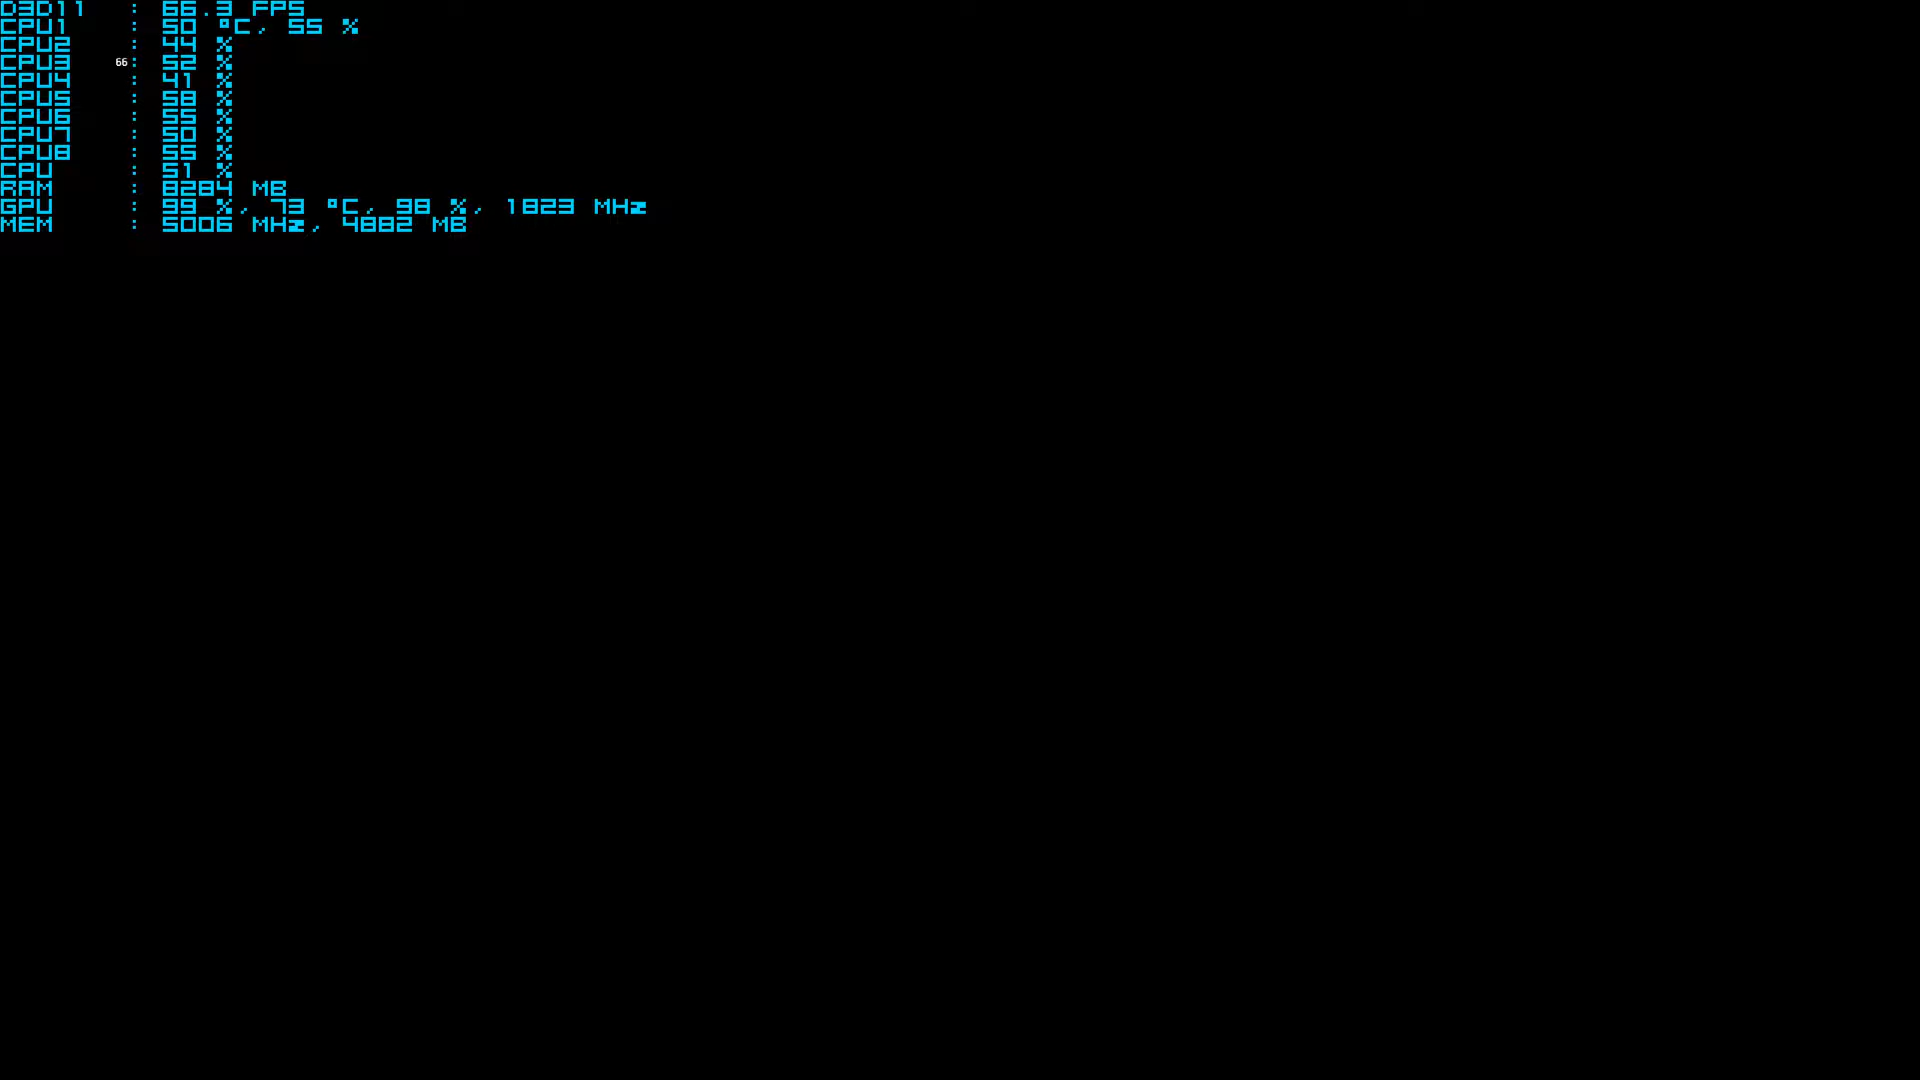 D3D11 : 66.3 FPS
CPU1 : 50 °C, 55 %
CPU2 : 44 %
CPU3 66: 52 %
CPU4 : 41 %
CPU5 : 58 %
CPU6 : 55 %
CPU7 : 50 %
CPU8 : 55 %
CPU : 51 %
RAM : 8284 MB
GPU : 99 %, 73 °C, 98 %, 1823 MHz
MEM : 5006 MHz, 4882 MB